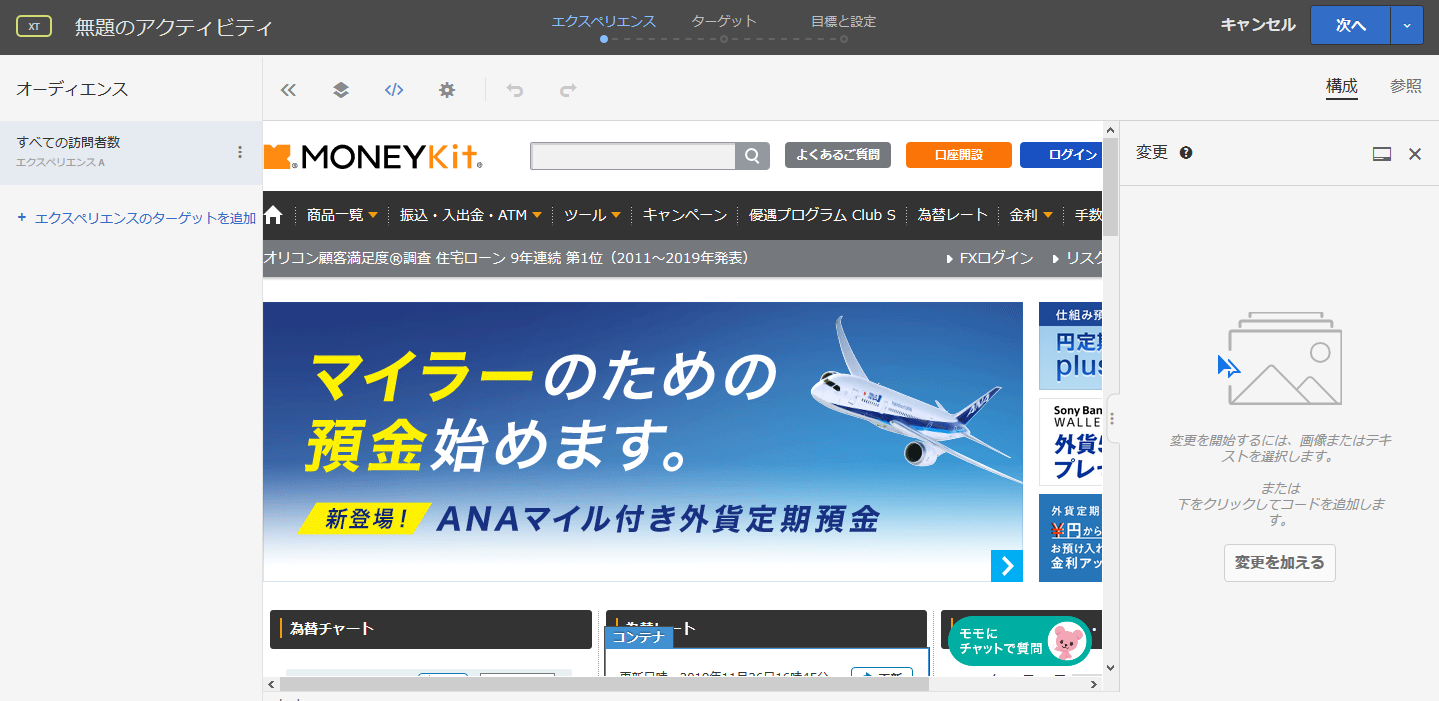 XT
無題のアクティビティ
エクスペリエンス
ターゲット
目標と設定
キャンセル
次へ
オーディエンス
構成
参照
すべての訪問者数
エクスペリエンス A
+ エクスペリエンスのターゲットを追加
MONEYKit
よくあるご質問
口座開設
ログイン
商品一覧
振込・入出金・ATM
ツール
キャンペーン
優遇プログラム Club S
為替レート
金利
手数
オリコン顧客満足度®調査 住宅ローン 9年連続 第1位（2011～2019年発表）
FXログイン
リスク
マイラーのための
預金始めます。
新登場！
ANAマイル付き外貨定期預金
ANA
仕組み預
円定期
plus
Sony Ban
WALLE
外貨
プレー
外貨定期
¥円から
お預け入れ
金利アッ
為替チャート
コンテナ
更新日時
2019年11月26日16時45分
更新
モモに
チャットで質問
変更
変更を開始するには、画像またはテキ
ストを選択します。
または
下をクリックしてコードを追加しま
す。
変更を加える